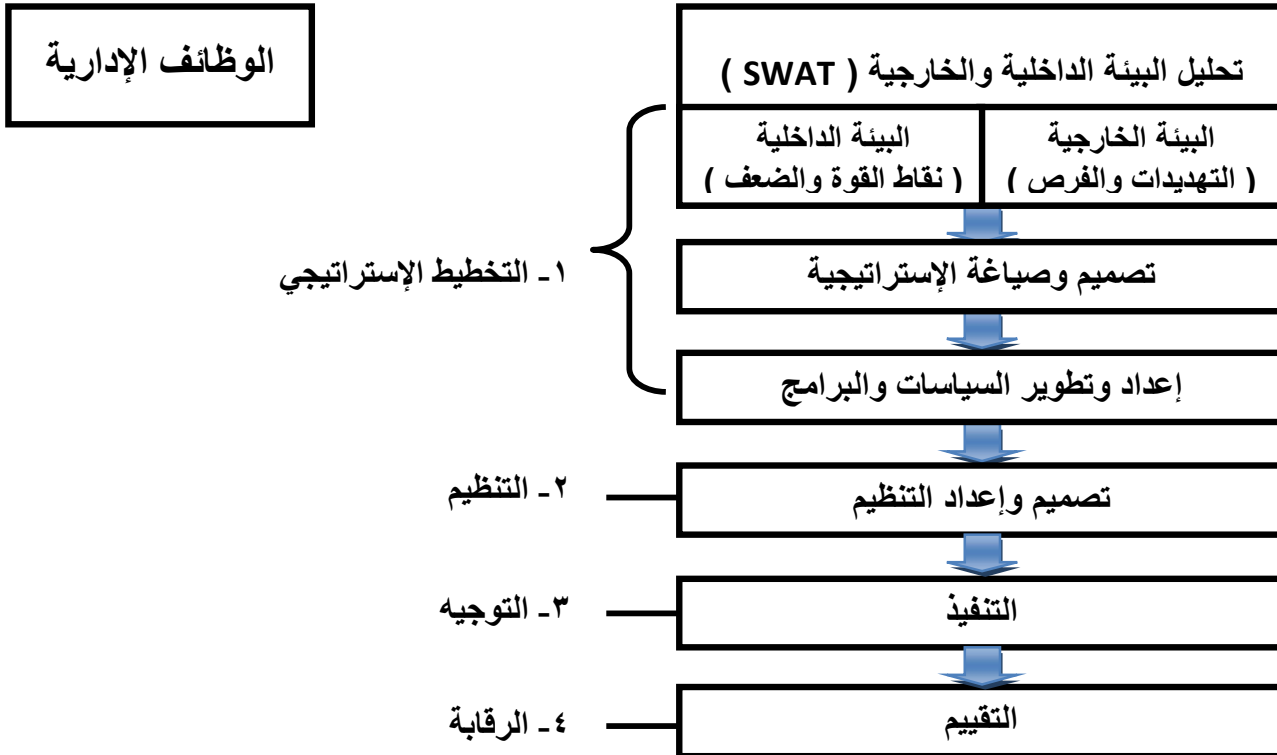 الوظائف الإدارية
تحليل البيئة الداخلية والخارجية ( SWAT )
البيئة الخارجية
( التهديدات والفرص )
البيئة الداخلية
( نقاط القوة والضعف )
١- التخطيط الإستراتيجي
تصميم وصياغة الإستراتيجية
إعداد وتطوير السياسات والبرامج
تصميم وإعداد التنظيم
٢- التنظيم
التنفيذ
٣- التوجيه
التقييم
٤- الرقابة